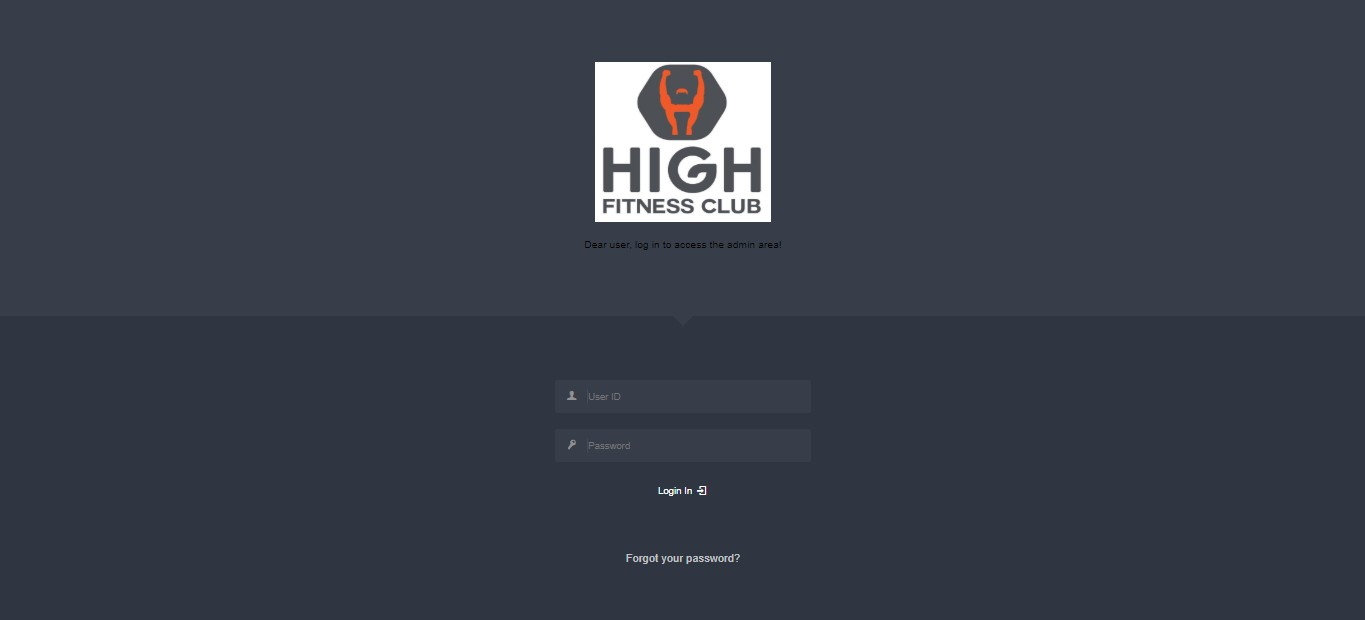 HIGH
FITNESS CLUB
Dear user, log in to access the admin area!
User ID
Password
Login In
Forgot your password?